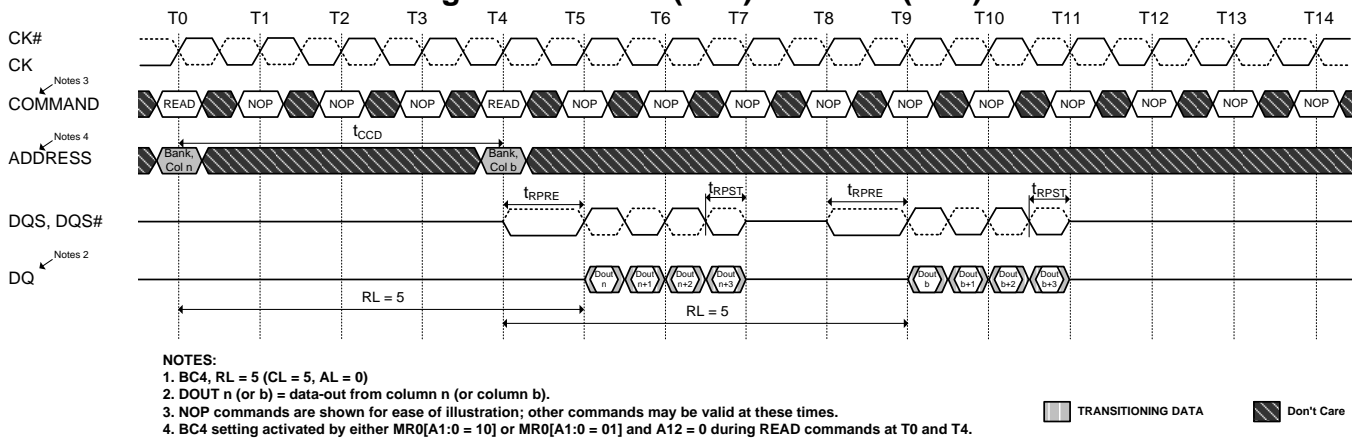 T0 T1 T2 T3 T4 T5 T6 T7 T8 T9 T10 T11 T12 T13 T14
CK#
CK
Notes 3
COMMAND READ NOP NOP NOP READ NOP NOP NOP NOP NOP NOP NOP NOP NOP NOP
tCCD
Notes 4
ADDRESS
Bank, Col n
Bank, Col b
tRPRE tRPST tRPRE tRPST
DQS, DQS#
Notes 2
DQ
Dout n Dout n+1 Dout n+2 Dout n+3 Dout b Dout b+1 Dout b+2 Dout b+3
RL = 5
RL = 5
NOTES:
1. BC4, RL = 5 (CL = 5, AL = 0)
2. DOUT n (or b) = data-out from column n (or column b).
3. NOP commands are shown for ease of illustration; other commands may be valid at these times.
4. BC4 setting activated by either MR0[A1:0 = 10] or MR0[A1:0 = 01] and A12 = 0 during READ commands at T0 and T4.
TRANSITIONING DATA
Don't Care